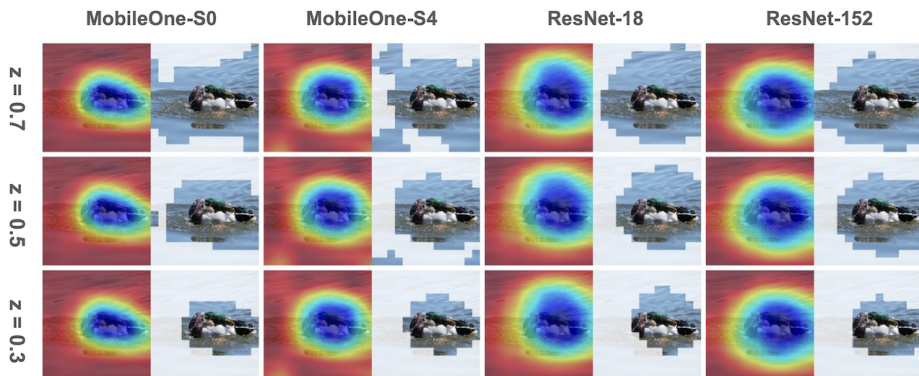 MobileOne-S0 MobileOne-S4 ResNet-18 ResNet-152
z = 0.7
z = 0.5
z = 0.3